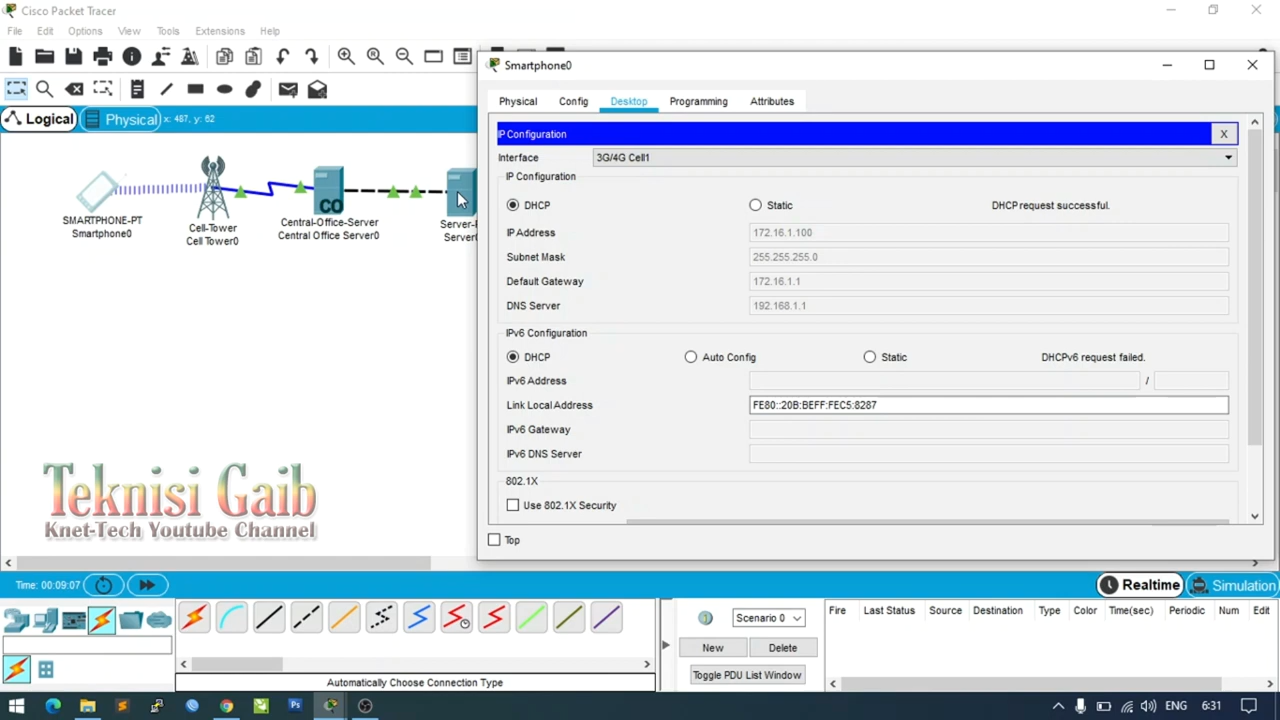 Cisco Packet Tracer
File Edit Options View Tools Extensions Help
Logical Physical x: 487, y: 62
SMARTPHONE-PT
Smartphone0
Cell-Tower
Cell Tower0
CO
Central-Office-Server
Central Office Server0
Server-
Server0
Teknisi Gaib
Knet-Tech Youtube Channel
Smartphone0
Physical Config Desktop Programming Attributes
IP Configuration X
Interface 3G/4G Cell1
IP Configuration
DHCP Static DHCP request successful.
IP Address 172.16.1.100
Subnet Mask 255.255.255.0
Default Gateway 172.16.1.1
DNS Server 192.168.1.1
IPv6 Configuration
DHCP Auto Config Static DHCPv6 request failed.
IPv6 Address /
Link Local Address FE80::20B:BEFF:FEC5:8287
IPv6 Gateway
IPv6 DNS Server
802.1X
Use 802.1X Security
Top
Time: 00:09:07 Realtime Simulation
Scenario 0
New Delete
Toggle PDU List Window
Fire Last Status Source Destination Type Color Time(sec) Periodic Num Edit
Automatically Choose Connection Type
ENG 6:31